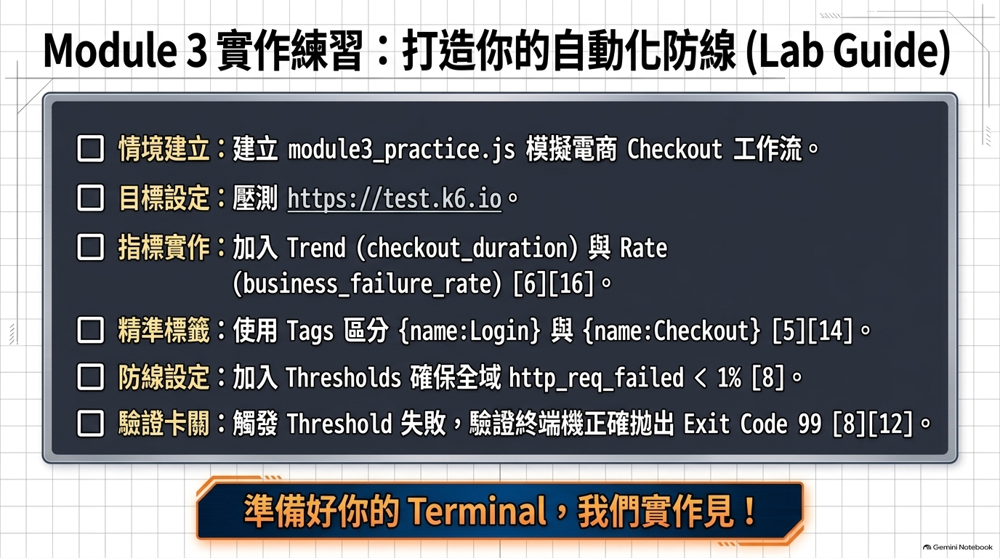 Module 3 實作練習：打造你的自動化防線 (Lab Guide)
情境建立：建立 module3_practice.js 模擬電商 Checkout 工作流。
目標設定：壓測 https://test.k6.io。
指標實作：加入 Trend (checkout_duration) 與 Rate
(business_failure_rate) [6][16]。
精準標籤：使用 Tags 區分 {name:Login} 與 {name:Checkout} [5][14]。
防線設定：加入 Thresholds 確保全域 http_req_failed < 1% [8]。
驗證卡關：觸發 Threshold 失敗，驗證終端機正確拋出 Exit Code 99 [8][12]。
準備好你的 Terminal，我們實作見！
Gemini Notebook